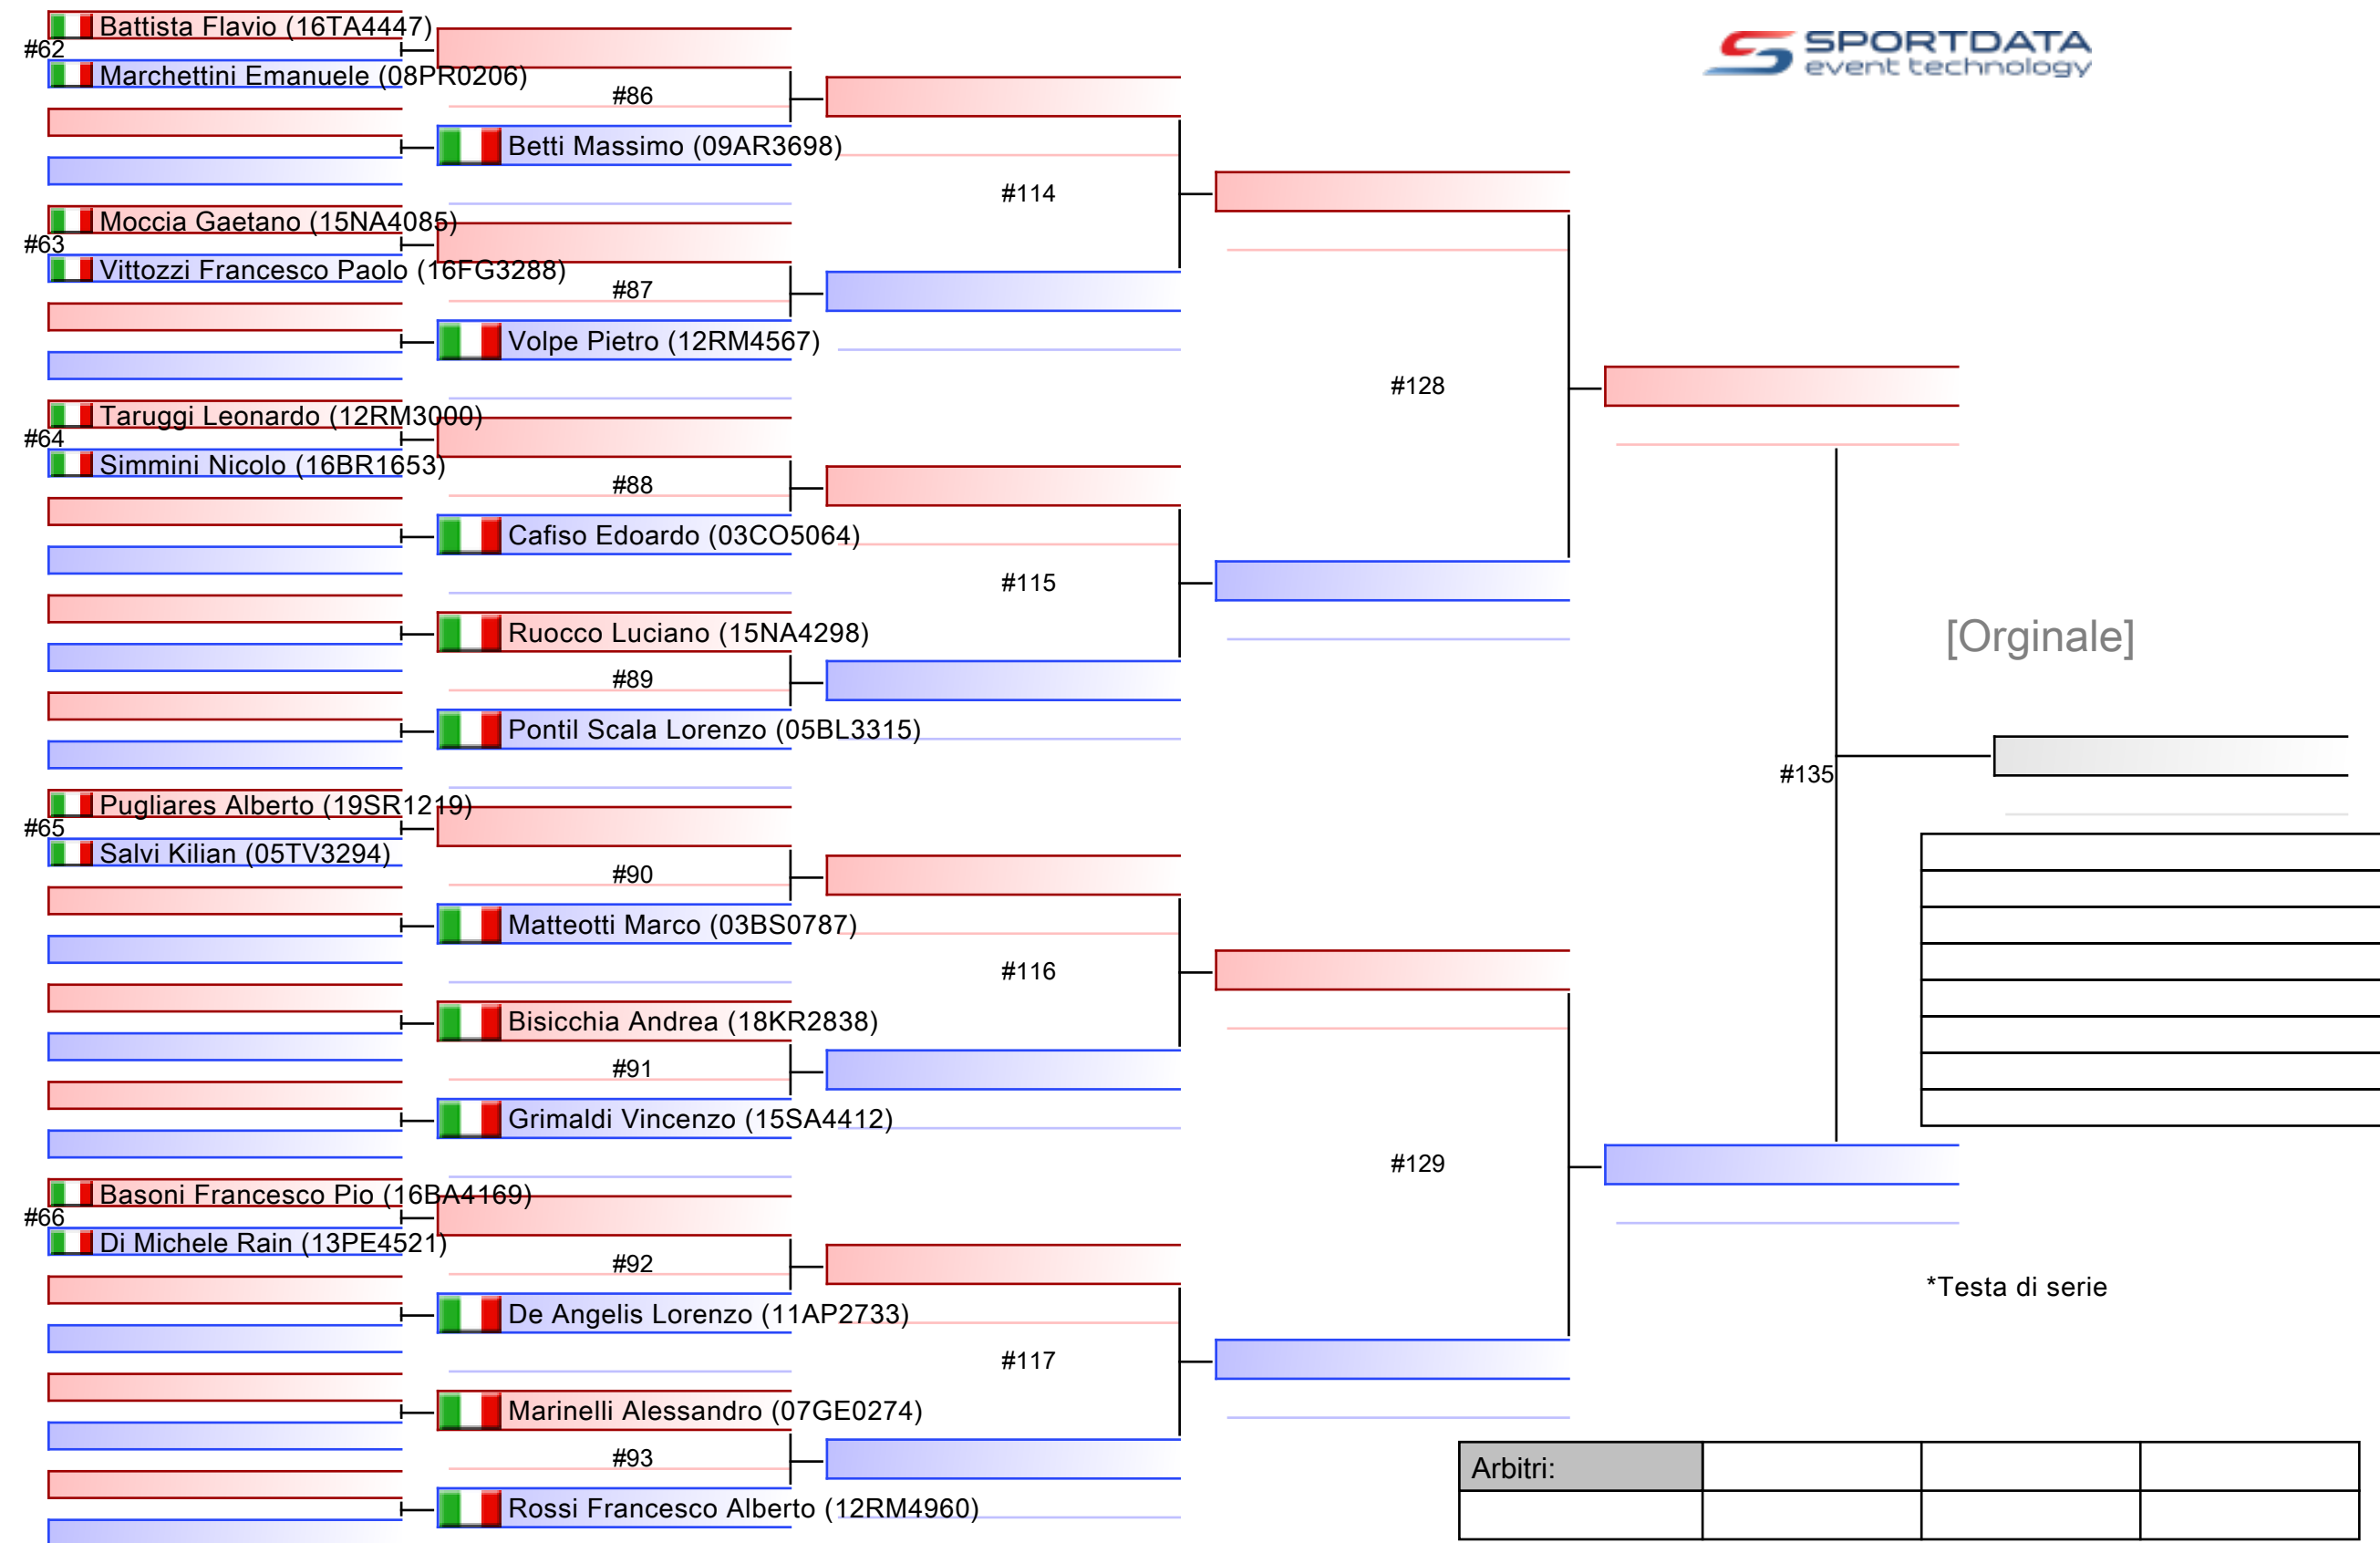 Battista Flavio (16TA4447)
#62
Marchettini Emanuele (08PR0206)
#86
Betti Massimo (09AR3698)
#114
Moccia Gaetano (15NA4085)
#63
Vittozzi Francesco Paolo (16FG3288)
#87
Volpe Pietro (12RM4567)
#128
Taruggi Leonardo (12RM3000)
#64
Simmini Nicolo (16BR1653)
#88
Cafiso Edoardo (03CO5064)
#115
Ruocco Luciano (15NA4298)
#89
Pontil Scala Lorenzo (05BL3315)
#135
Pugliares Alberto (19SR1219)
#65
Salvi Kilian (05TV3294)
#90
Matteotti Marco (03BS0787)
#116
Bisicchia Andrea (18KR2838)
#91
Grimaldi Vincenzo (15SA4412)
#129
Basoni Francesco Pio (16BA4169)
#66
Di Michele Rain (13PE4521)
#92
De Angelis Lorenzo (11AP2733)
#117
Marinelli Alessandro (07GE0274)
#93
Rossi Francesco Alberto (12RM4960)
SPORTDATA
event technology
[Orginale]
*Testa di serie
Arbitri: